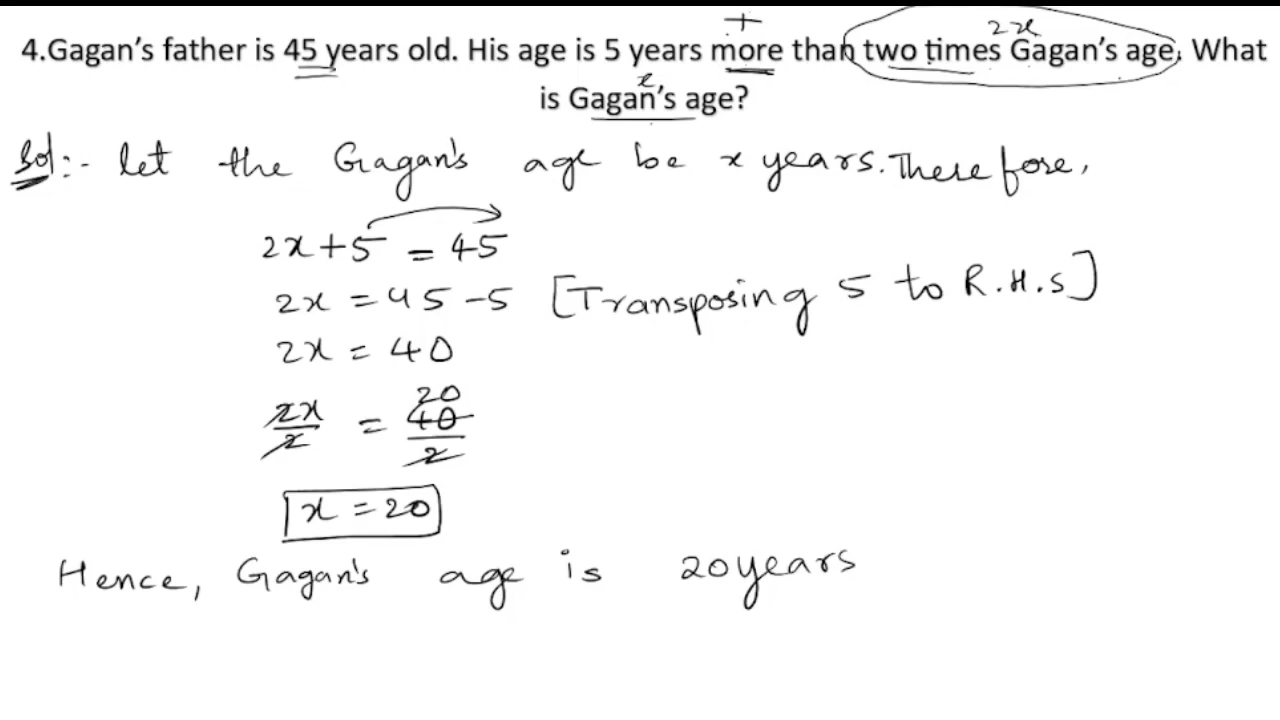 +
2x
4.Gagan's father is 45 years old. His age is 5 years more than two times Gagan's age. What
x
is Gagan's age?
Sol:- let the Gagan's age be x years. Therefore,
2x+5 = 45
2x = 45 -5 [Transposing 5 to R.H.S]
2x = 40
20
2x/2 = 40/2
x = 20
Hence, Gagan's age is 20years